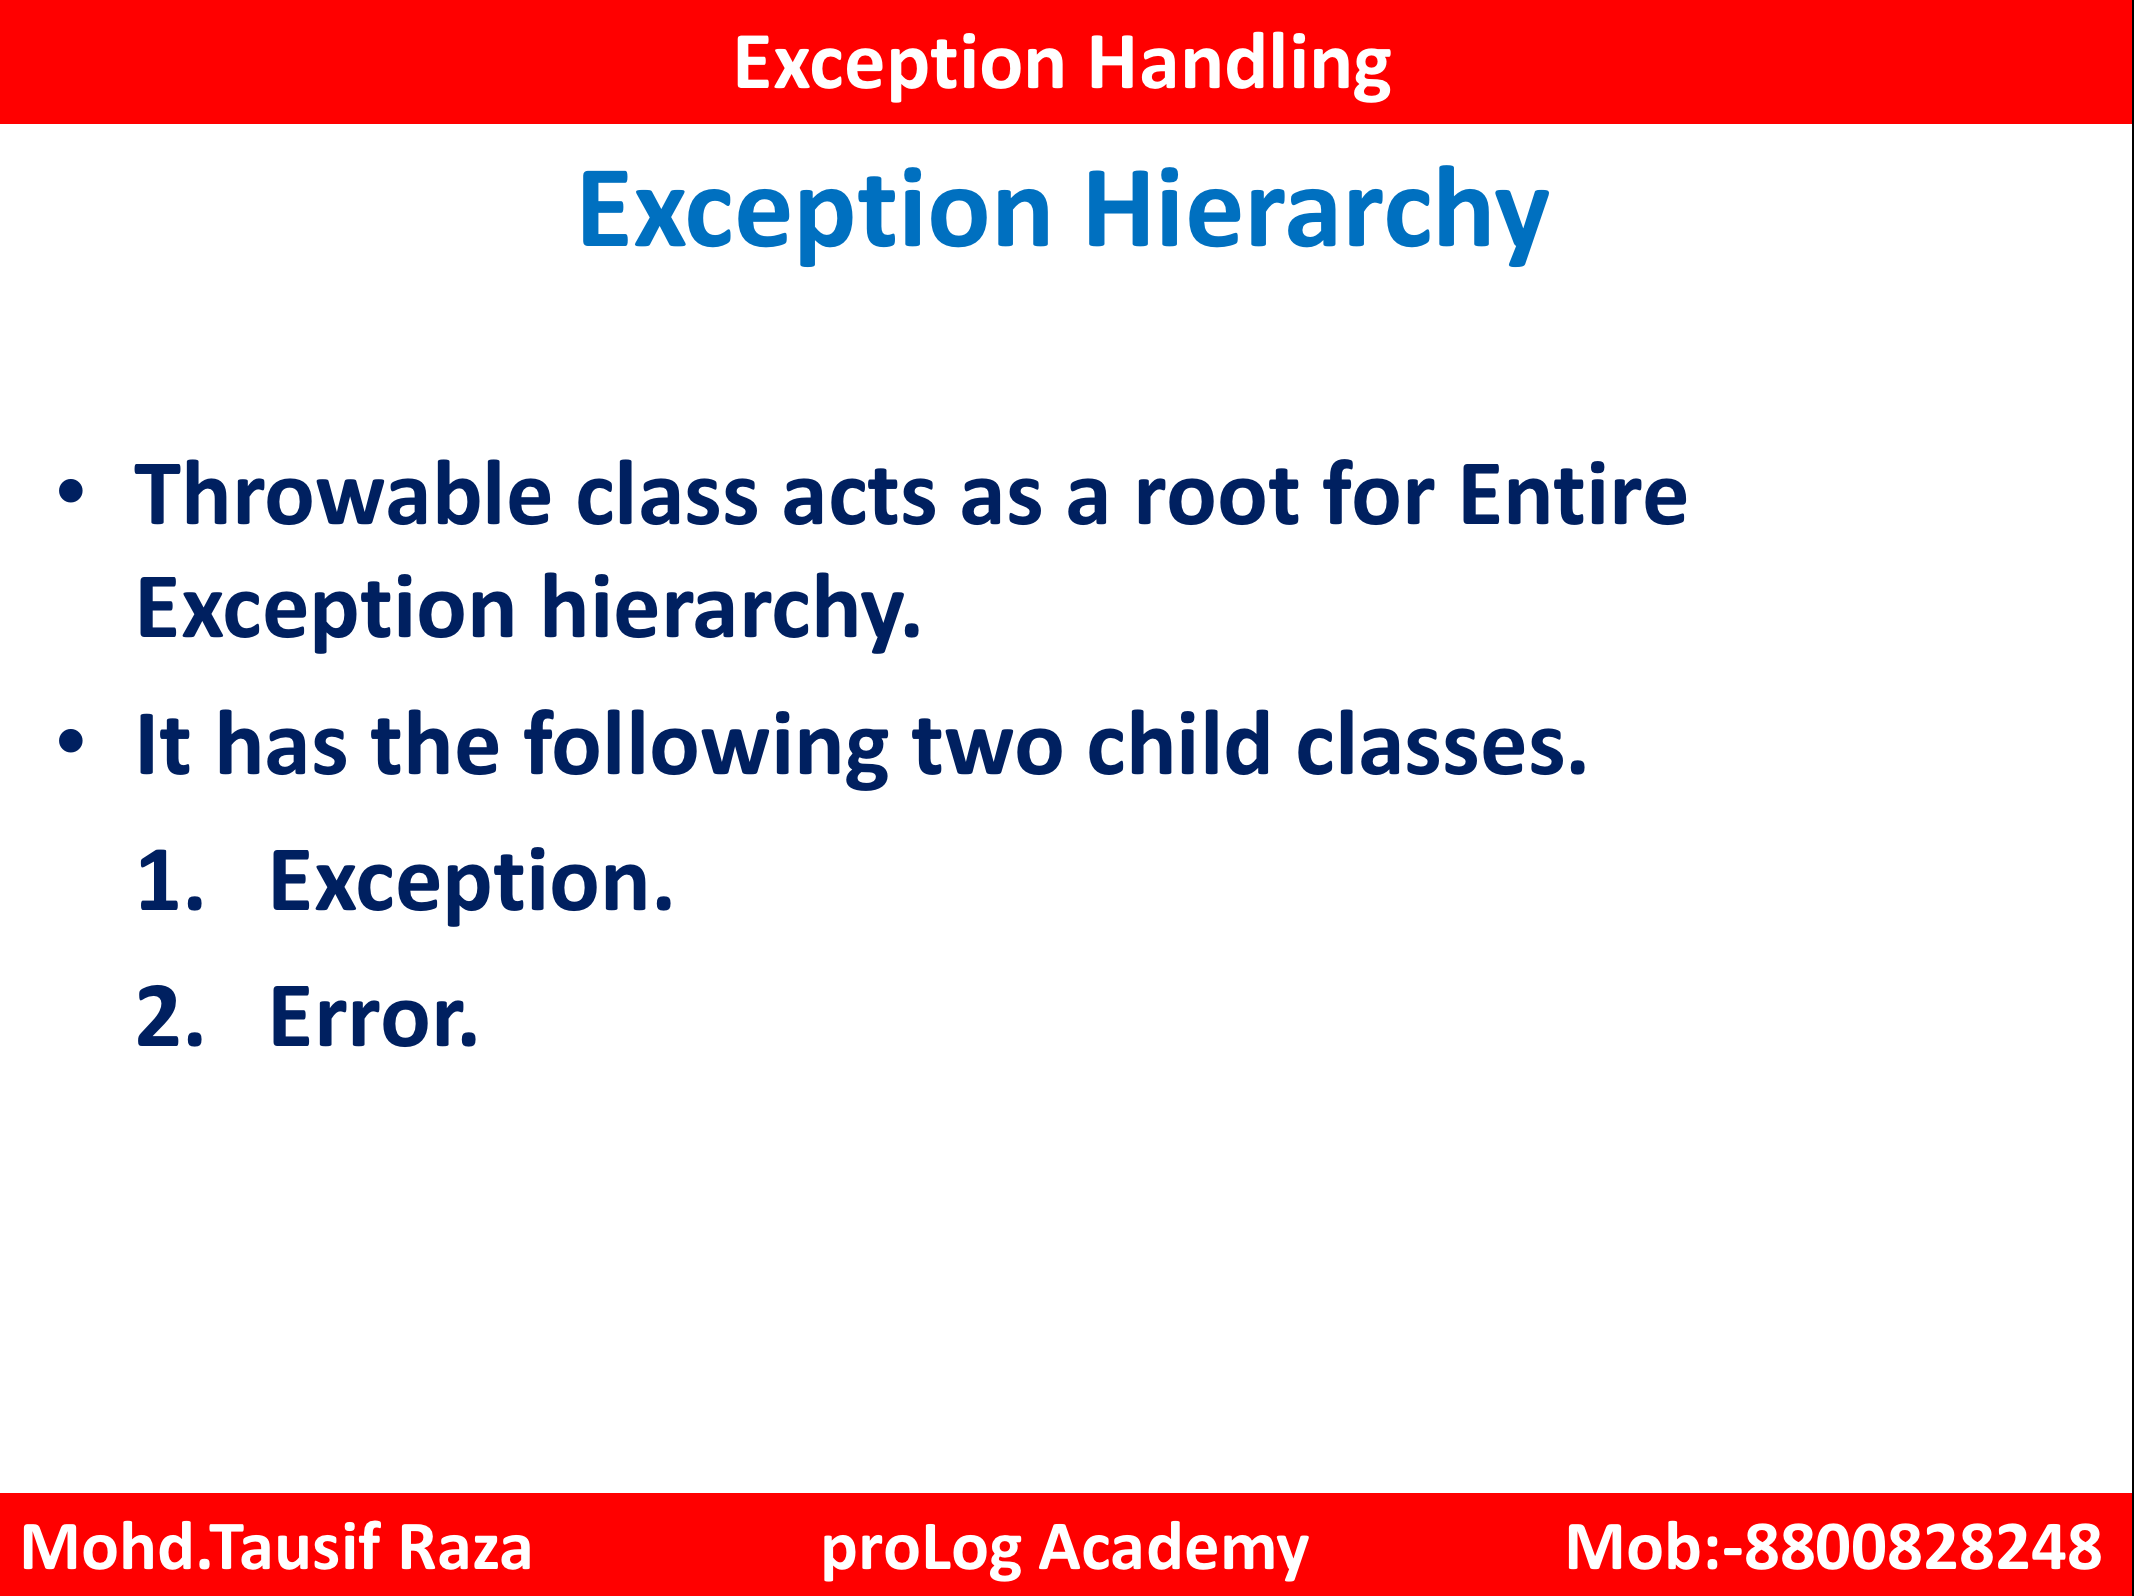 Exception Handling
Exception Hierarchy
• Throwable class acts as a root for Entire
Exception hierarchy.
• It has the following two child classes.
1. Exception.
2. Error.
Mohd.Tausif Raza proLog Academy Mob:-8800828248